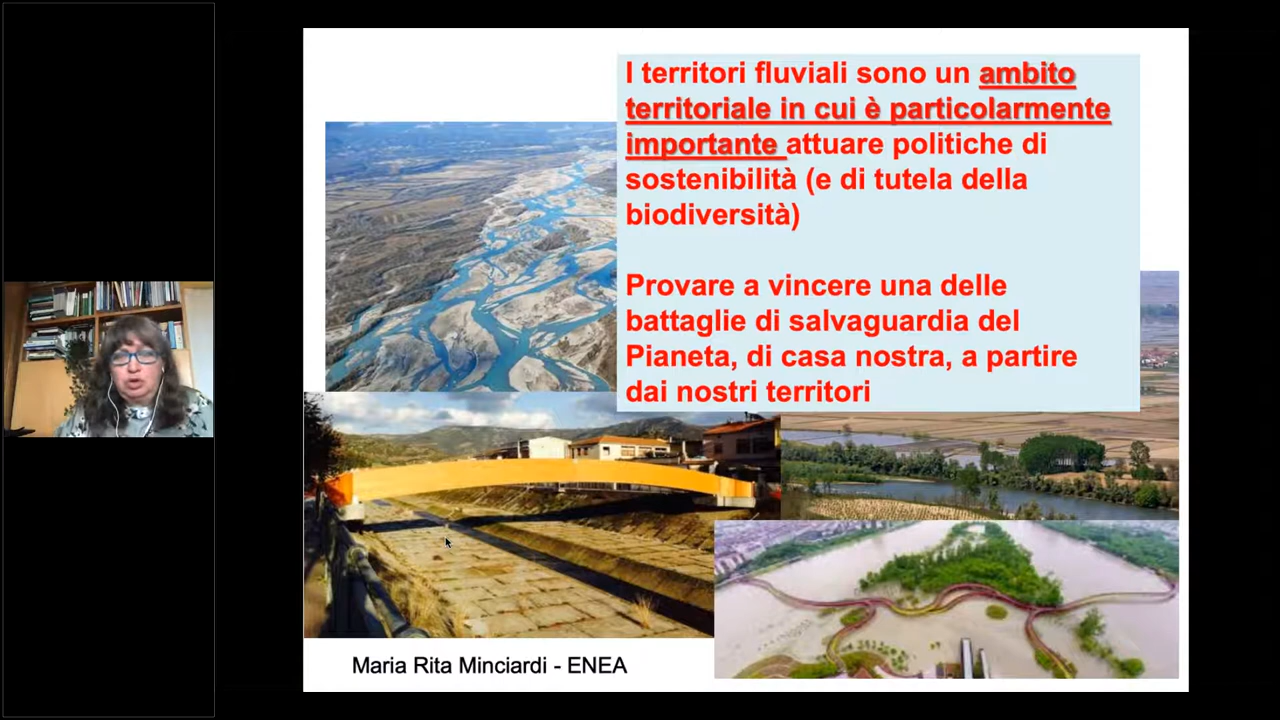 I territori fluviali sono un ambito
territoriale in cui è particolarmente
importante attuare politiche di
sostenibilità (e di tutela della
biodiversità)
Provare a vincere una delle
battaglie di salvaguardia del
Pianeta, di casa nostra, a partire
dai nostri territori
Maria Rita Minciardi - ENEA